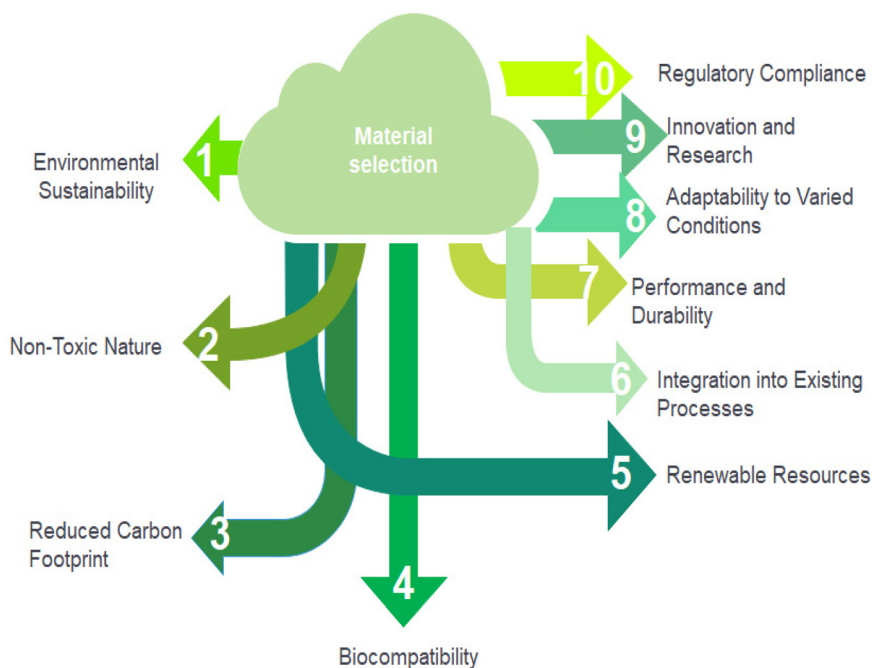 Material
selection
1
Environmental
Sustainability
2
Non-Toxic Nature
3
Reduced Carbon
Footprint
4
Biocompatibility
5
Renewable Resources
6
Integration into Existing
Processes
7
Performance and
Durability
8
Adaptability to Varied
Conditions
9
Innovation and
Research
10
Regulatory Compliance